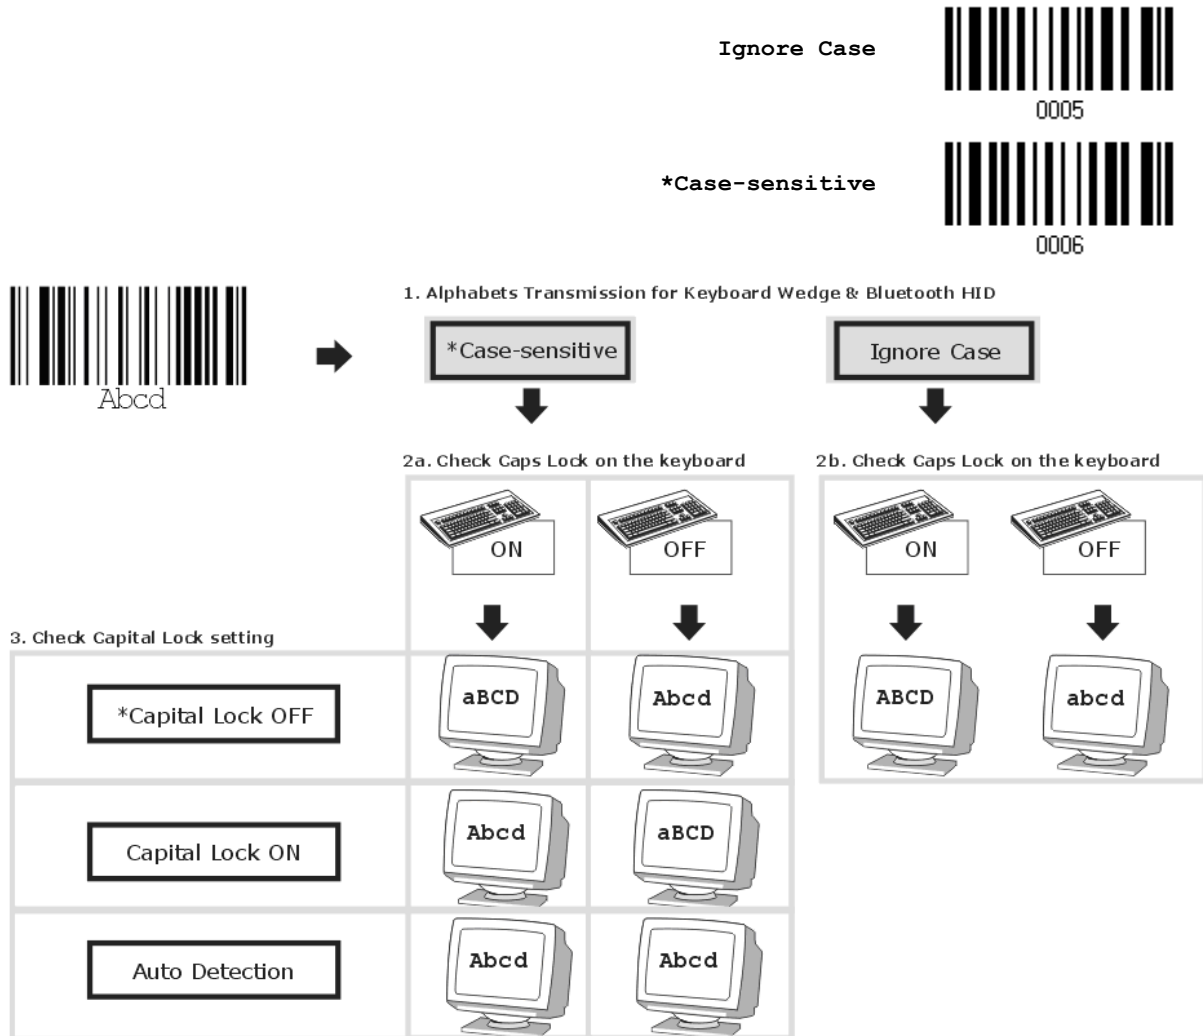 Ignore Case
0005
*Case-sensitive
0006
Abcd
1. Alphabets Transmission for Keyboard Wedge & Bluetooth HID
*Case-sensitive
Ignore Case
2a. Check Caps Lock on the keyboard
2b. Check Caps Lock on the keyboard
ON
OFF
ON
OFF
3. Check Capital Lock setting
*Capital Lock OFF
aBCD
Abcd
ABCD
abcd
Capital Lock ON
Abcd
aBCD
Auto Detection
Abcd
Abcd